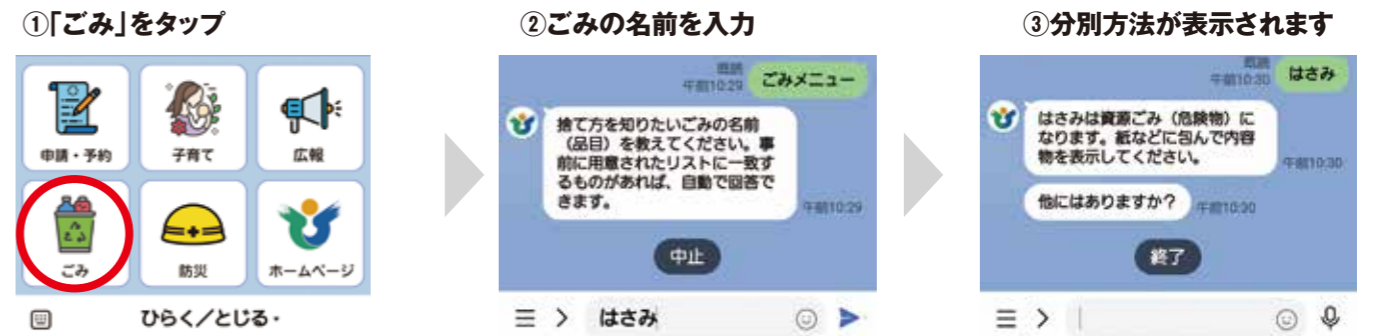 ①「ごみ」をタップ
申請・予約
子育て
広報
ごみ
防災
ホームページ
ひらく/とじる・
②ごみの名前を入力
既読
午前10:29
ごみメニュー
捨て方を知りたいごみの名前
(品目)を教えてください。事
前に用意されたリストに一致す
るものがあれば、自動で回答で
きます。
午前10:29
中止
はさみ
③分別方法が表示されます
既読
午前10:30
はさみ
はさみは資源ごみ(危険物)に
なります。紙などに包んで内容
物を表示してください。
午前10:30
他にはありますか?
午前10:30
終了